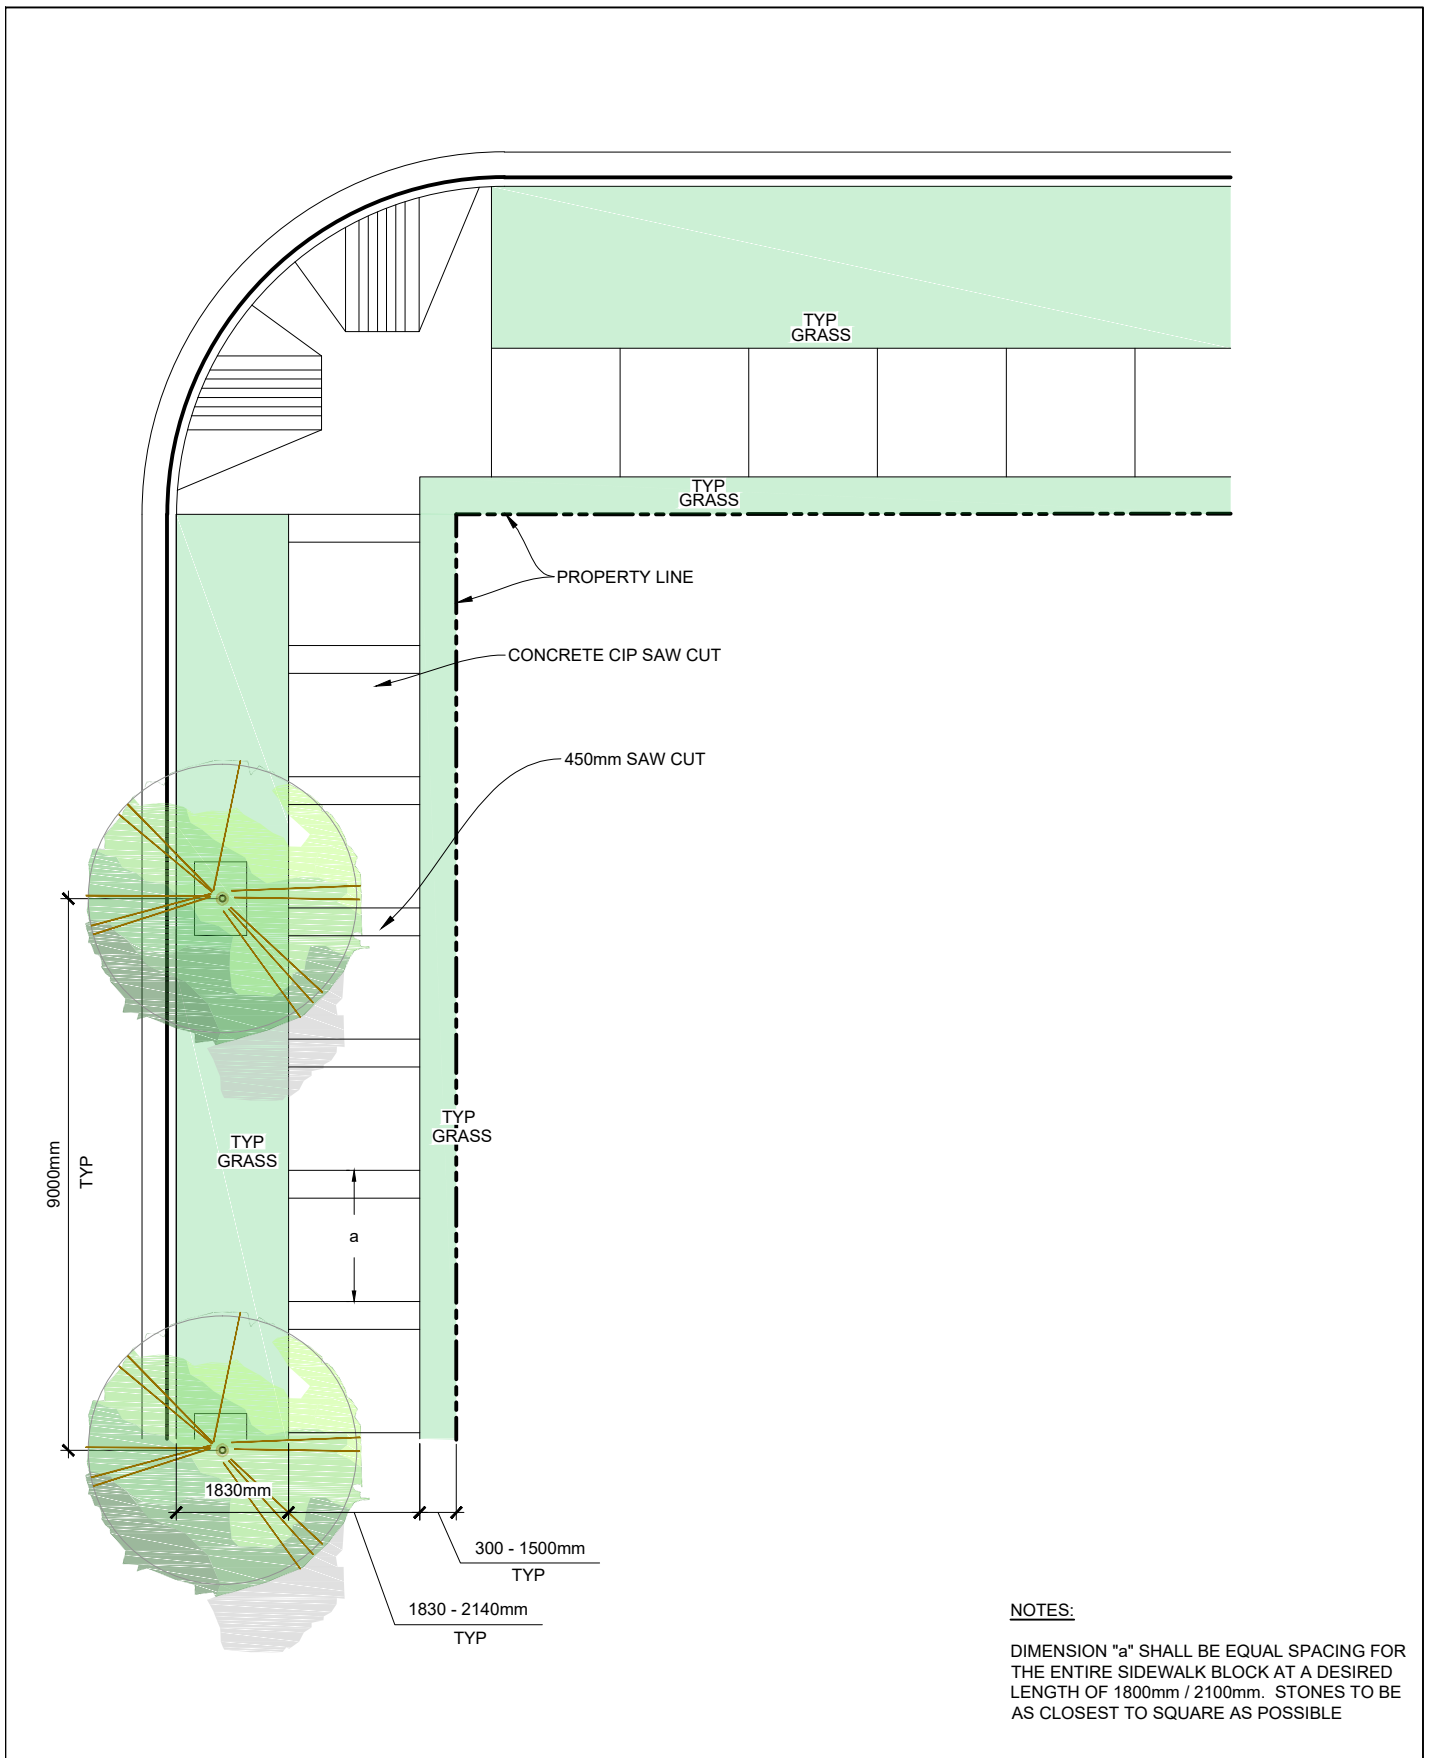 TYP
GRASS
TYP
GRASS
PROPERTY LINE
CONCRETE CIP SAW CUT
450mm SAW CUT
9000mm
TYP
TYP
GRASS
TYP
GRASS
a
1830mm
300 - 1500mm
TYP
1830 - 2140mm
TYP
NOTES:
DIMENSION "a" SHALL BE EQUAL SPACING FOR
THE ENTIRE SIDEWALK BLOCK AT A DESIRED
LENGTH OF 1800mm / 2100mm. STONES TO BE
AS CLOSEST TO SQUARE AS POSSIBLE